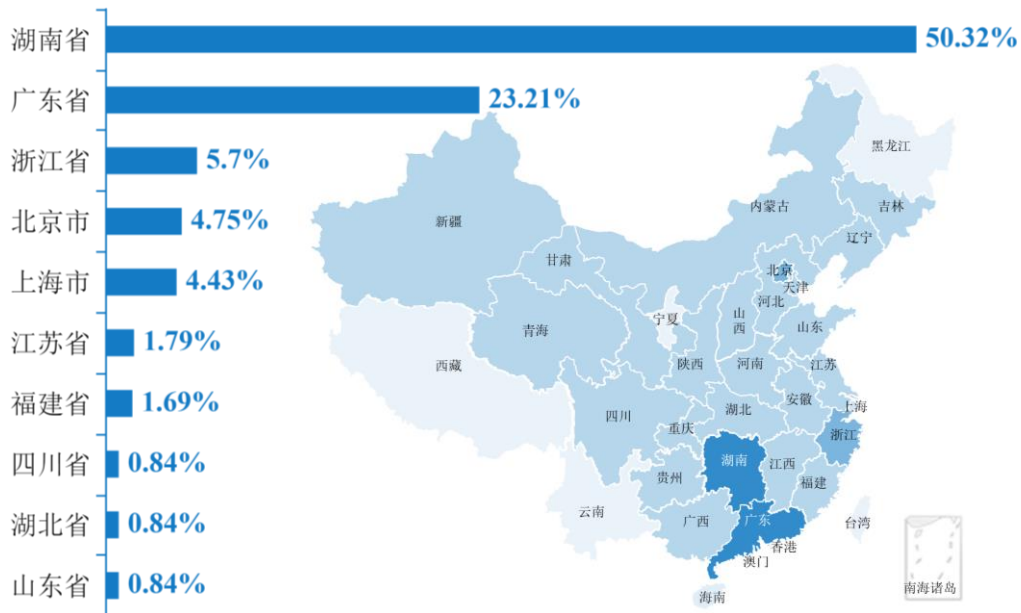 湖南省 50.32%
广东省 23.21%
浙江省 5.7%
北京市 4.75%
上海市 4.43%
江苏省 1.79%
福建省 1.69%
四川省 0.84%
湖北省 0.84%
山东省 0.84%
黑龙江
内蒙古
吉林
新疆
辽宁
甘肃
北京
天津
河北
宁夏
山西
山东
青海
西藏
陕西
河南
江苏
安徽
上海
四川
湖北
重庆
浙江
湖南
江西
贵州
福建
云南
广西
广东
台湾
香港
澳门
海南
南海诸岛